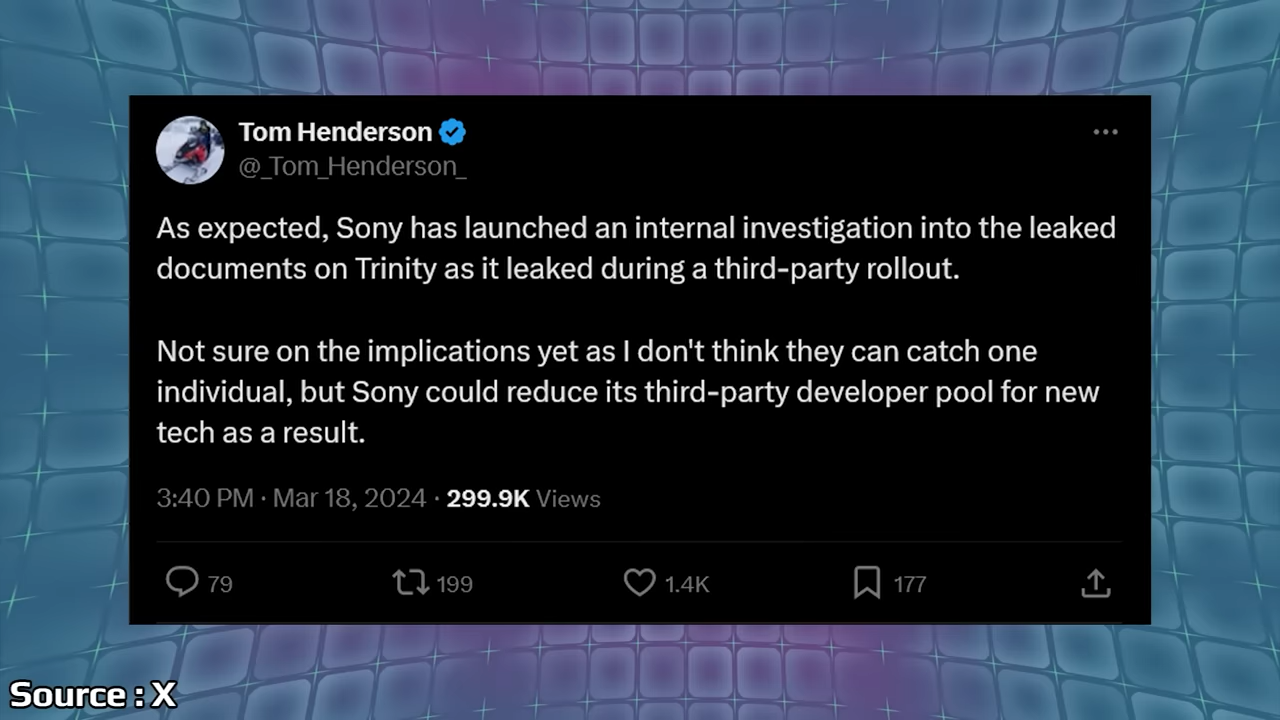 Tom Henderson
@_Tom_Henderson_
As expected, Sony has launched an internal investigation into the leaked
documents on Trinity as it leaked during a third-party rollout.
Not sure on the implications yet as I don't think they can catch one
individual, but Sony could reduce its third-party developer pool for new
tech as a result.
3:40 PM · Mar 18, 2024 · 299.9K Views
79 199 1.4K 177
Source : X